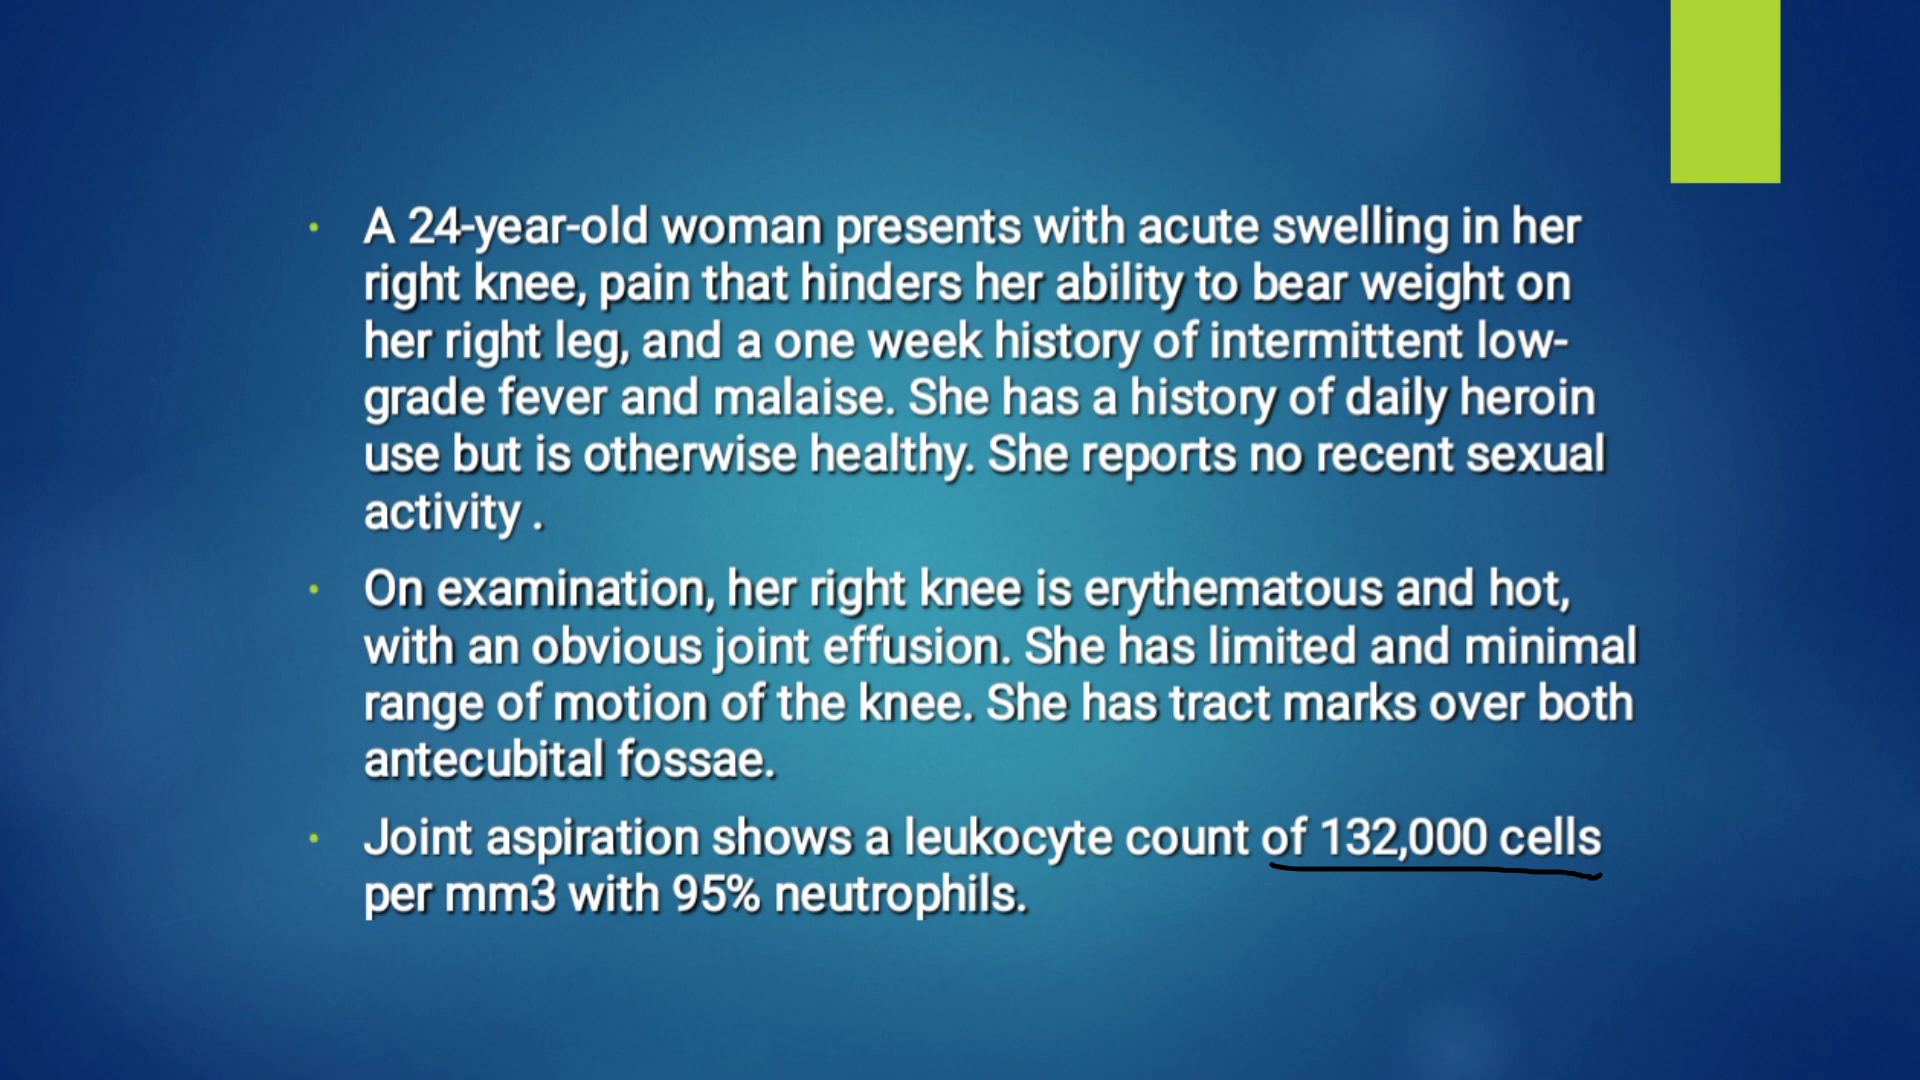 A 24-year-old woman presents with acute swelling in her
right knee, pain that hinders her ability to bear weight on
her right leg, and a one week history of intermittent low-
grade fever and malaise. She has a history of daily heroin
use but is otherwise healthy. She reports no recent sexual
activity .
On examination, her right knee is erythematous and hot,
with an obvious joint effusion. She has limited and minimal
range of motion of the knee. She has tract marks over both
antecubital fossae.
Joint aspiration shows a leukocyte count of 132,000 cells
per mm3 with 95% neutrophils.